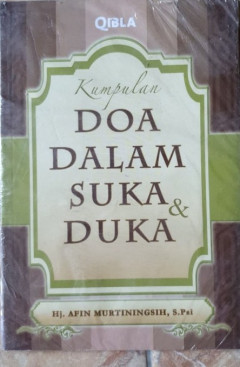 QIBLA
Kumpulan
DOA
DALAM
SUKA
& DUKA
Hj. AFIN MURTININGSIH, S.Psi